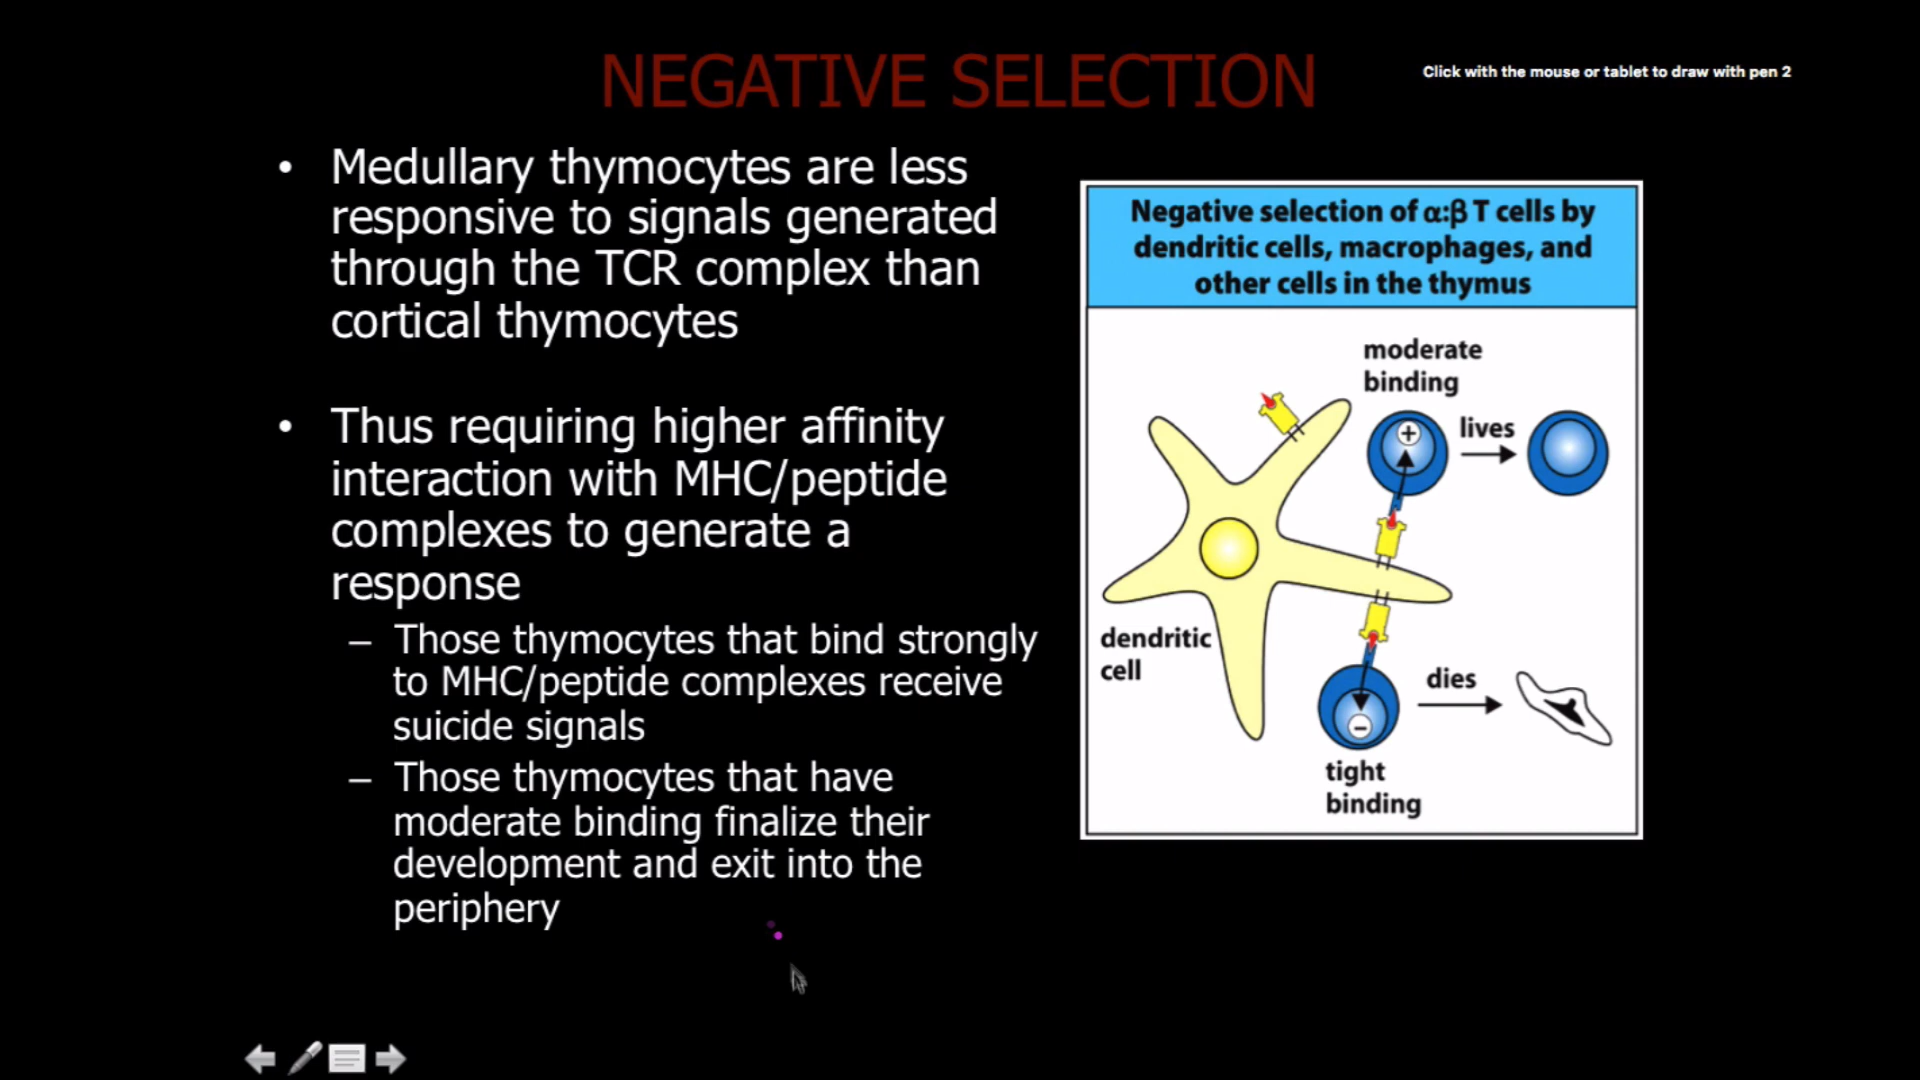 NEGATIVE SELECTION
Click with the mouse or tablet to draw with pen 2
• Medullary thymocytes are less
responsive to signals generated
through the TCR complex than
cortical thymocytes
• Thus requiring higher affinity
interaction with MHC/peptide
complexes to generate a
response
– Those thymocytes that bind strongly
to MHC/peptide complexes receive
suicide signals
– Those thymocytes that have
moderate binding finalize their
development and exit into the
periphery
Negative selection of α:β T cells by
dendritic cells, macrophages, and
other cells in the thymus
moderate
binding
+
lives
dendritic
cell
dies
–
tight
binding